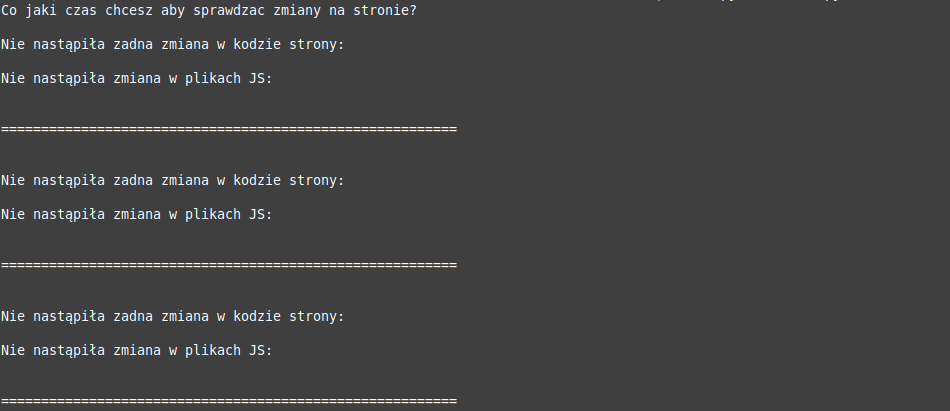 Co jaki czas chcesz aby sprawdzac zmiany na stronie?
Nie nastąpiła zadna zmiana w kodzie strony:
Nie nastąpiła zmiana w plikach JS:
=========================================================
Nie nastąpiła zadna zmiana w kodzie strony:
Nie nastąpiła zmiana w plikach JS:
=========================================================
Nie nastąpiła zadna zmiana w kodzie strony:
Nie nastąpiła zmiana w plikach JS:
=========================================================